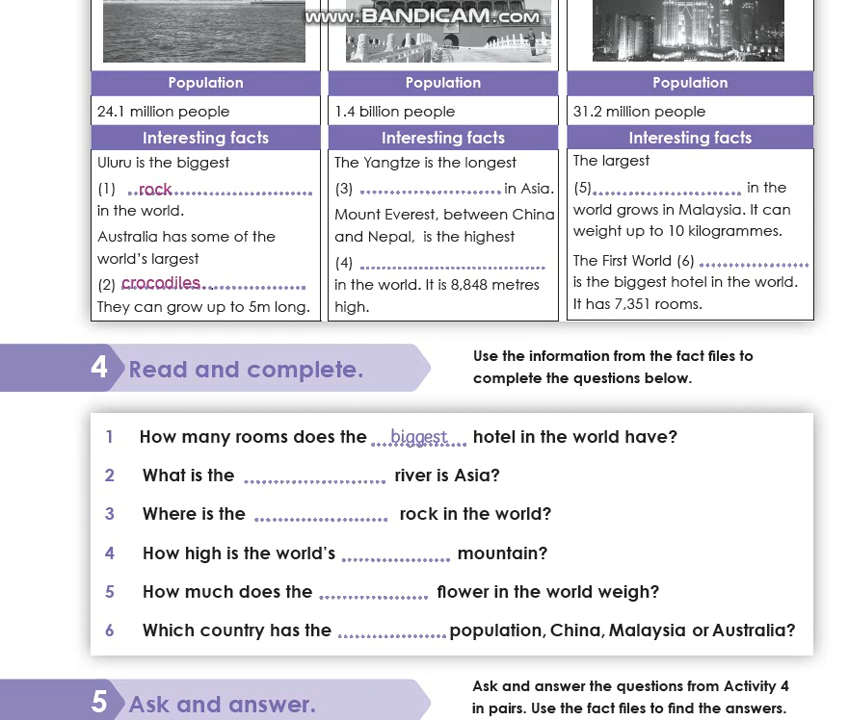 www.BANDICAM.com
Population
24.1 million people
Interesting facts
Uluru is the biggest
(1) rock
in the world.
Australia has some of the
world's largest
(2) crocodiles
They can grow up to 5m long.
Population
1.4 billion people
Interesting facts
The Yangtze is the longest
(3) in Asia.
Mount Everest, between China
and Nepal, is the highest
(4)
in the world. It is 8,848 metres
high.
Population
31.2 million people
Interesting facts
The largest
(5) in the
world grows in Malaysia. It can
weight up to 10 kilogrammes.
The First World (6)
is the biggest hotel in the world.
It has 7,351 rooms.
4 Read and complete.
Use the information from the fact files to
complete the questions below.
1 How many rooms does the biggest hotel in the world have?
2 What is the river is Asia?
3 Where is the rock in the world?
4 How high is the world's mountain?
5 How much does the flower in the world weigh?
6 Which country has the population, China, Malaysia or Australia?
5 Ask and answer.
Ask and answer the questions from Activity 4
in pairs. Use the fact files to find the answers.